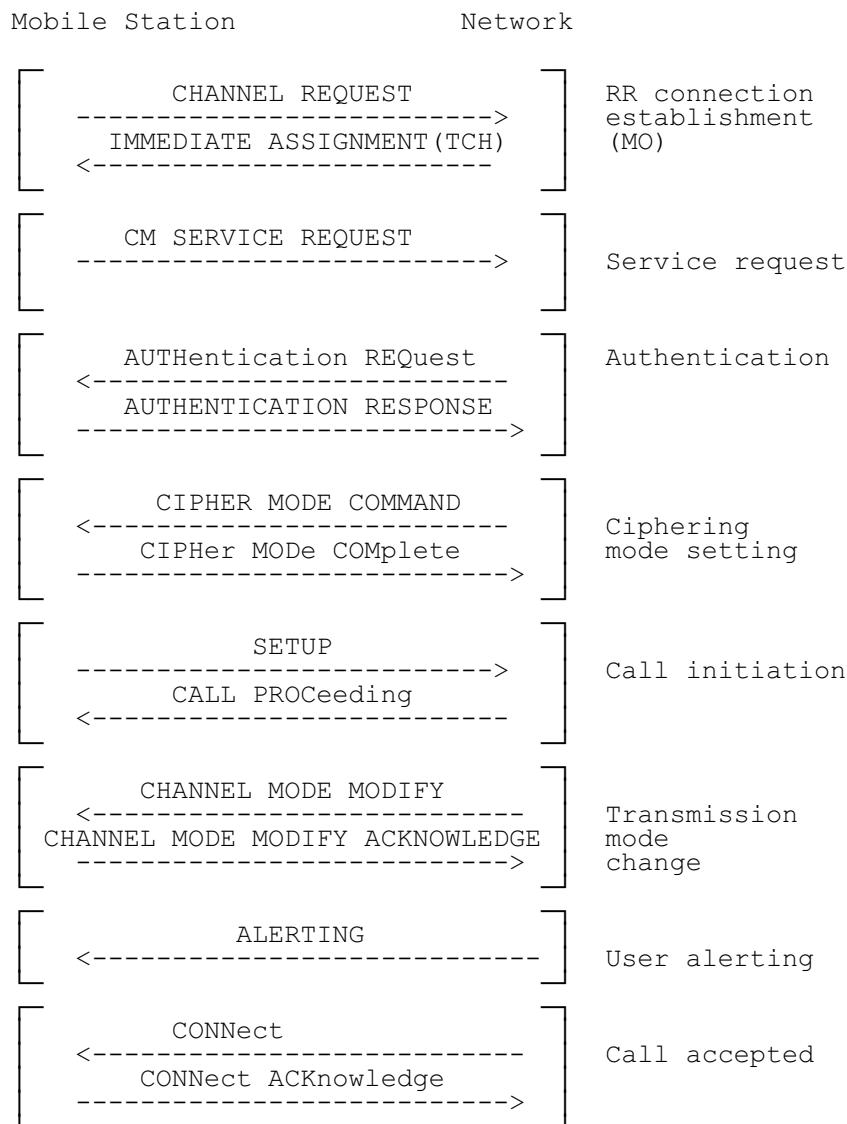 Mobile Station Network
CHANNEL REQUEST RR connection
--------------------------> establishment
IMMEDIATE ASSIGNMENT(TCH) (MO)
<-------------------------
CM SERVICE REQUEST
--------------------------> Service request
AUTHentication REQuest Authentication
<--------------------------
AUTHENTICATION RESPONSE
--------------------------->
CIPHER MODE COMMAND
<-------------------------- Ciphering
CIPHer MODe COMplete mode setting
--------------------------->
SETUP
--------------------------> Call initiation
CALL PROCeeding
<--------------------------
CHANNEL MODE MODIFY
<--------------------------- Transmission
CHANNEL MODE MODIFY ACKNOWLEDGE mode
---------------------------> change
ALERTING
<---------------------------- User alerting
CONNect
<--------------------------- Call accepted
CONNect ACKnowledge
--------------------------->